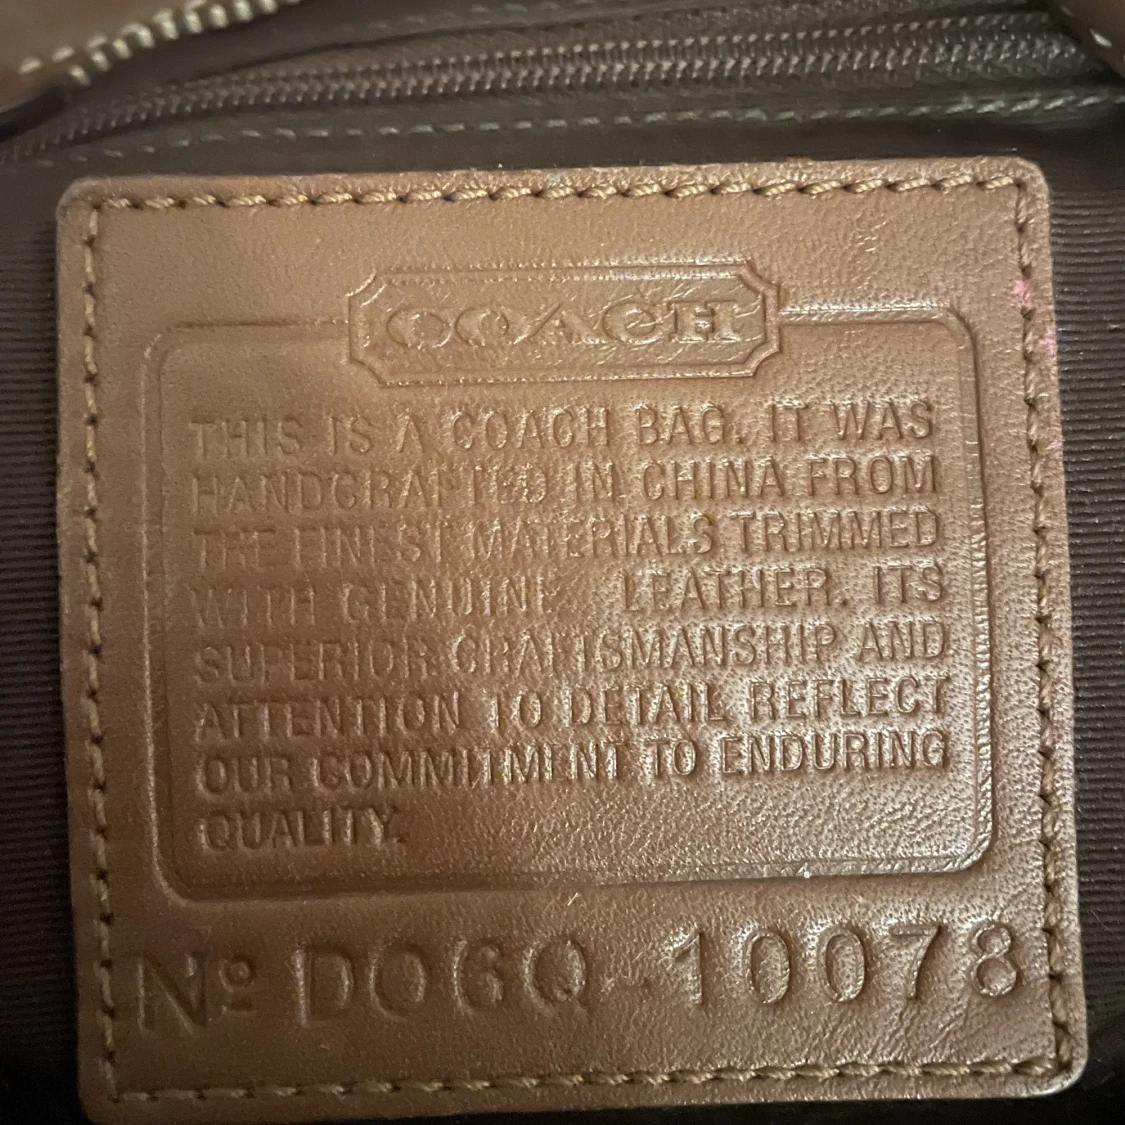 COACH
THIS IS A COACH BAG. IT WAS
HANDCRAFTED IN CHINA FROM
THE FINEST MATERIALS TRIMMED
WITH GENUINE LEATHER. ITS
SUPERIOR CRAFTSMANSHIP AND
ATTENTION TO DETAIL REFLECT
OUR COMMITMENT TO ENDURING
QUALITY.
Nº DO6Q-10078